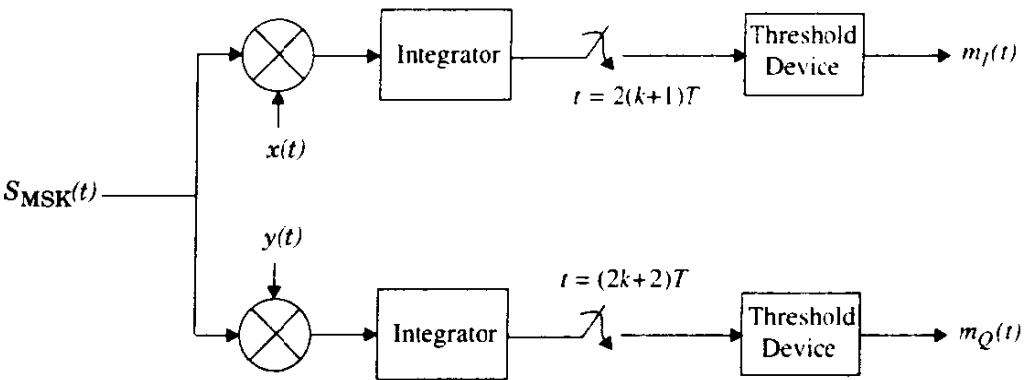 Integrator
t = 2(k+1)T
Threshold
Device
m_I(t)
x(t)
S_MSK(t)
y(t)
Integrator
t = (2k+2)T
Threshold
Device
m_Q(t)